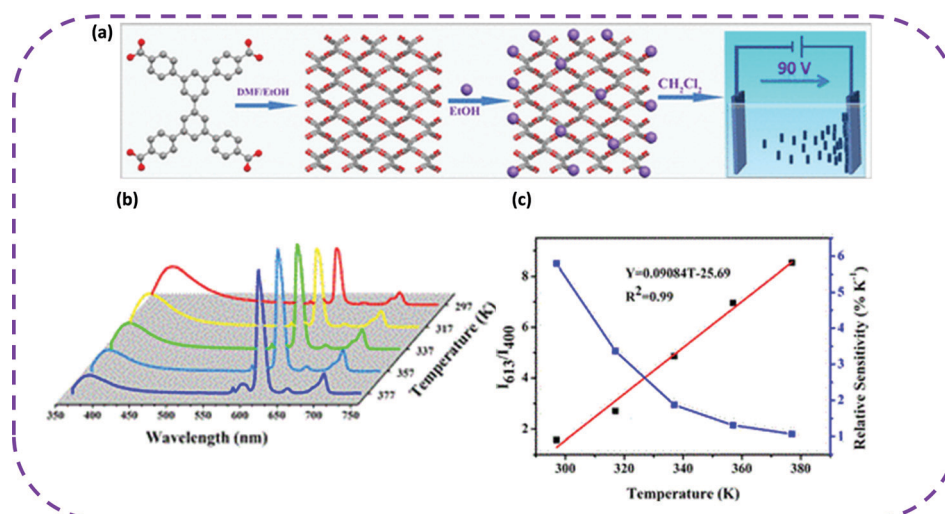 (a)
DMF/EtOH
EtOH
CH2Cl2
90 V
(b)
297
317
337
357
377
Temperature (K)
350 400 450 500 550 600 650 700 750
Wavelength (nm)
(c)
Y=0.09084T-25.69
R²=0.99
8
6
4
2
I613/I400
6
5
4
3
2
1
Relative Sensitivity (% K⁻¹)
300 320 340 360 380
Temperature (K)